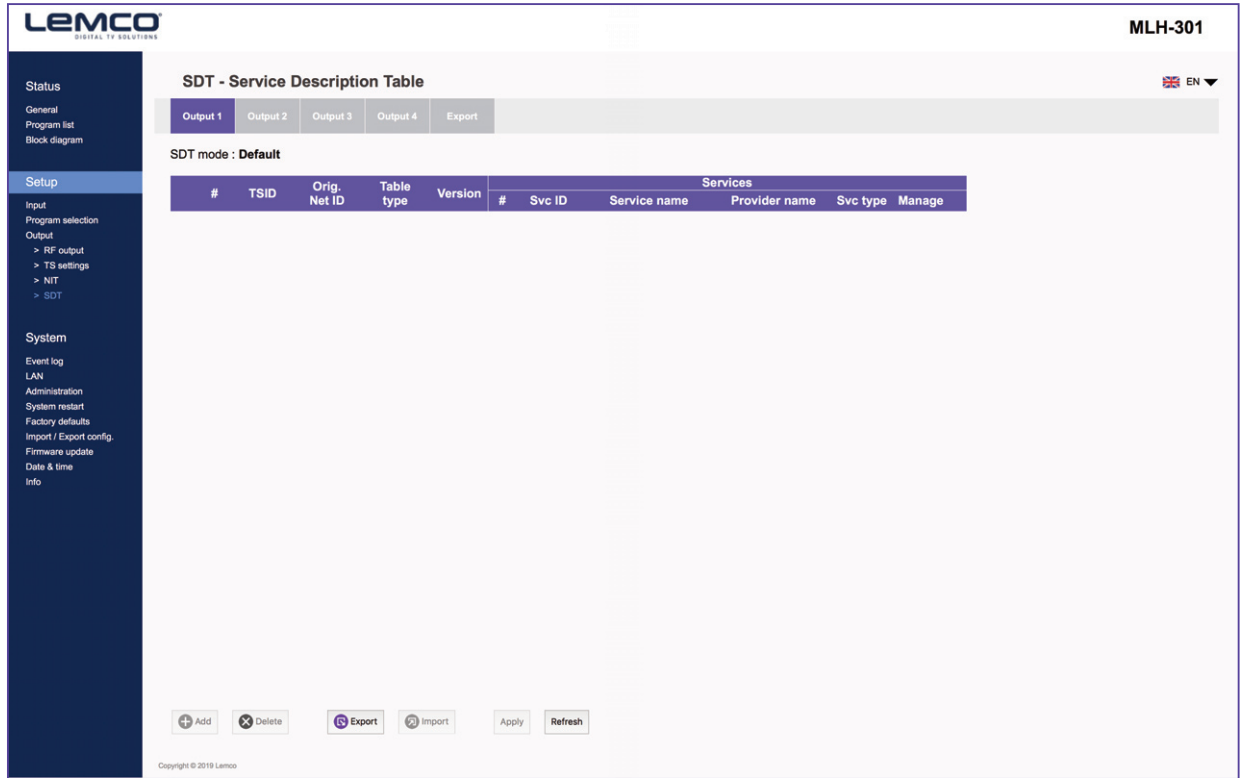 LEMCO
DIGITAL TV SOLUTIONS
MLH-301
Status
General
Program list
Block diagram
Setup
Input
Program selection
Output
> RF output
> TS settings
> NIT
> SDT
System
Event log
LAN
Administration
System restart
Factory defaults
Import / Export config.
Firmware update
Date & time
Info
SDT - Service Description Table
EN
Output 1 Output 2 Output 3 Output 4 Export
SDT mode : Default
# TSID Orig. Net ID Table type Version Services
# Svc ID Service name Provider name Svc type Manage
Add Delete Export Import Apply Refresh
Copyright © 2019 Lemco